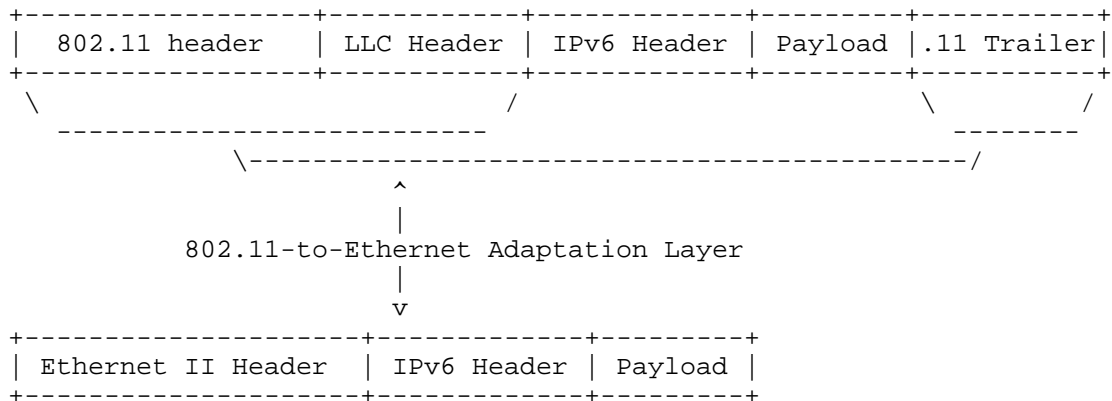 802.11 header | LLC Header | IPv6 Header | Payload |.11 Trailer
802.11-to-Ethernet Adaptation Layer
Ethernet II Header | IPv6 Header | Payload